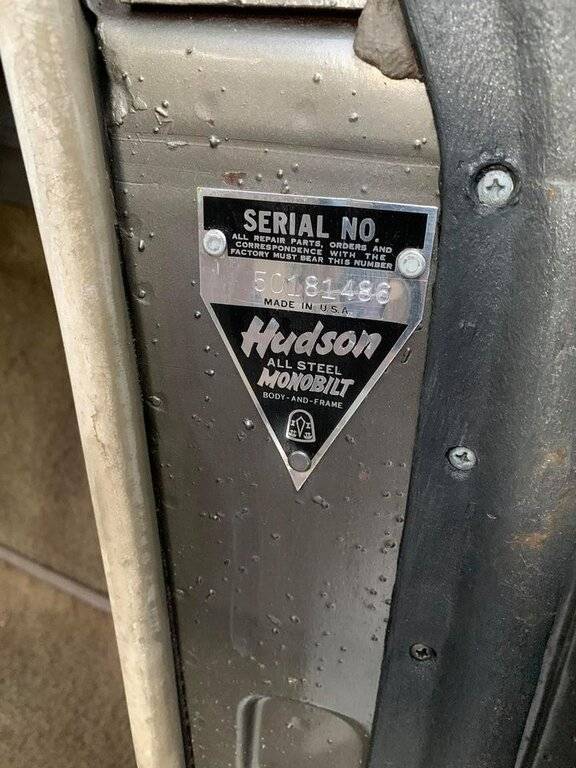 SERIAL NO.
ALL REPAIR PARTS, ORDERS AND
CORRESPONDENCE WITH THE
FACTORY MUST BEAR THIS NUMBER
50181486
MADE IN U.S.A.
Hudson
ALL STEEL
MONOBILT
BODY-AND-FRAME